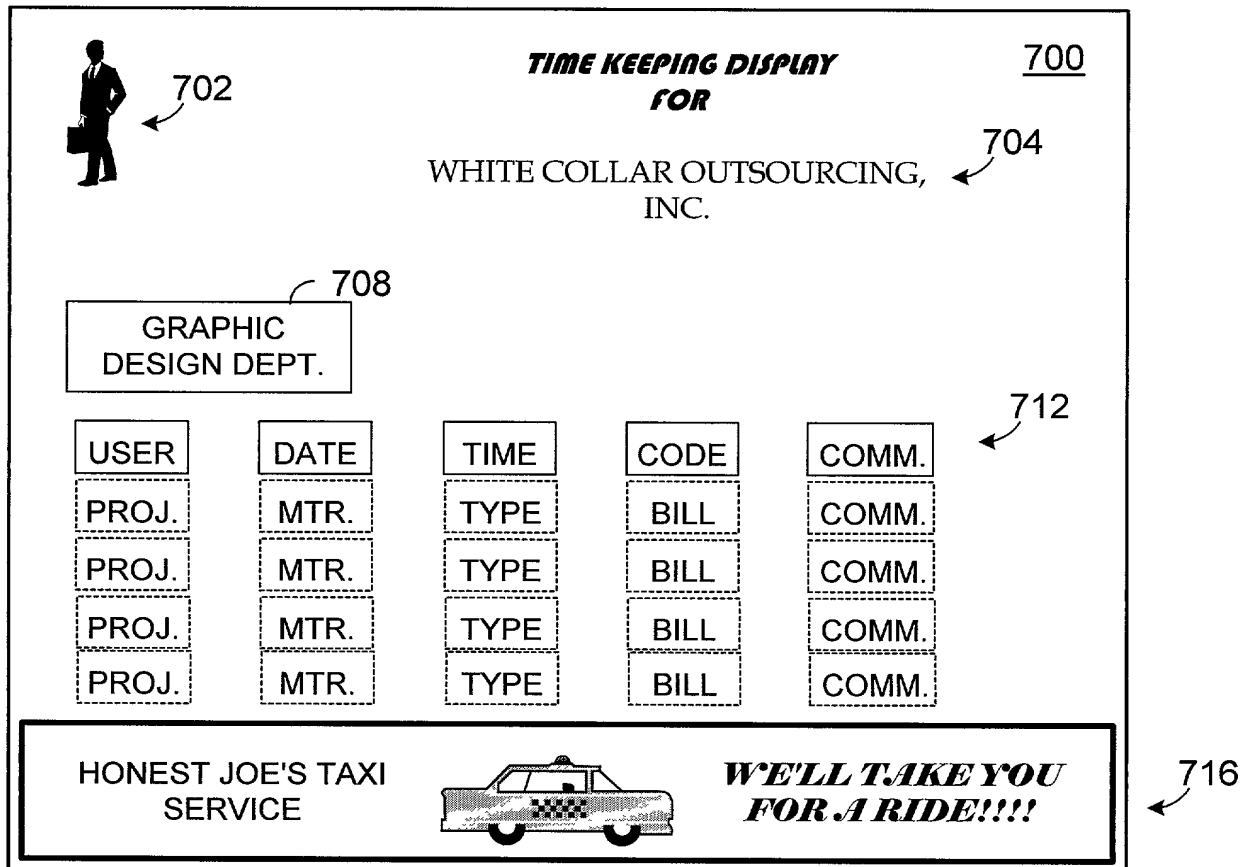 TIME KEEPING DISPLAY
700
702
FOR
704
WHITE COLLAR OUTSOURCING,
INC.
708
GRAPHIC
DESIGN DEPT.
712
USER DATE TIME CODE COMM.
PROJ. MTR. TYPE BILL COMM.
PROJ. MTR. TYPE BILL COMM.
PROJ. MTR. TYPE BILL COMM.
PROJ. MTR. TYPE BILL COMM.
HONEST JOE'S TAXI
SERVICE
WE'LL TAKE YOU
FOR A RIDE!!!!
716